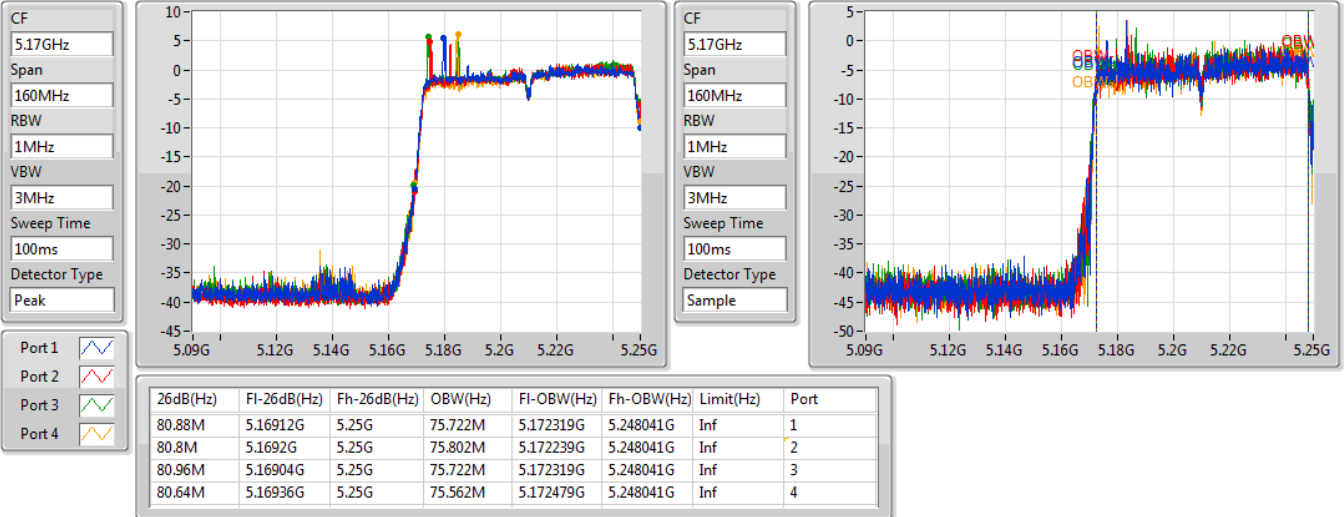 CF
5.17GHz
Span
160MHz
RBW
1MHz
VBW
3MHz
Sweep Time
100ms
Detector Type
Peak
10
5
0
-5
-10
-15
-20
-25
-30
-35
-40
-45
5.09G
5.12G
5.14G
5.16G
5.18G
5.2G
5.22G
5.25G
CF
5.17GHz
Span
160MHz
RBW
1MHz
VBW
3MHz
Sweep Time
100ms
Detector Type
Sample
5
0
-5
-10
-15
-20
-25
-30
-35
-40
-45
-50
5.09G
5.12G
5.14G
5.16G
5.18G
5.2G
5.22G
5.25G
OBW
OBW
OBW
Port 1
Port 2
Port 3
Port 4
26dB(Hz) Fl-26dB(Hz) Fh-26dB(Hz) OBW(Hz) Fl-OBW(Hz) Fh-OBW(Hz) Limit(Hz) Port
80.88M 5.16912G 5.25G 75.722M 5.172319G 5.248041G Inf 1
80.8M 5.1692G 5.25G 75.802M 5.172239G 5.248041G Inf 2
80.96M 5.16904G 5.25G 75.722M 5.172319G 5.248041G Inf 3
80.64M 5.16936G 5.25G 75.562M 5.172479G 5.248041G Inf 4